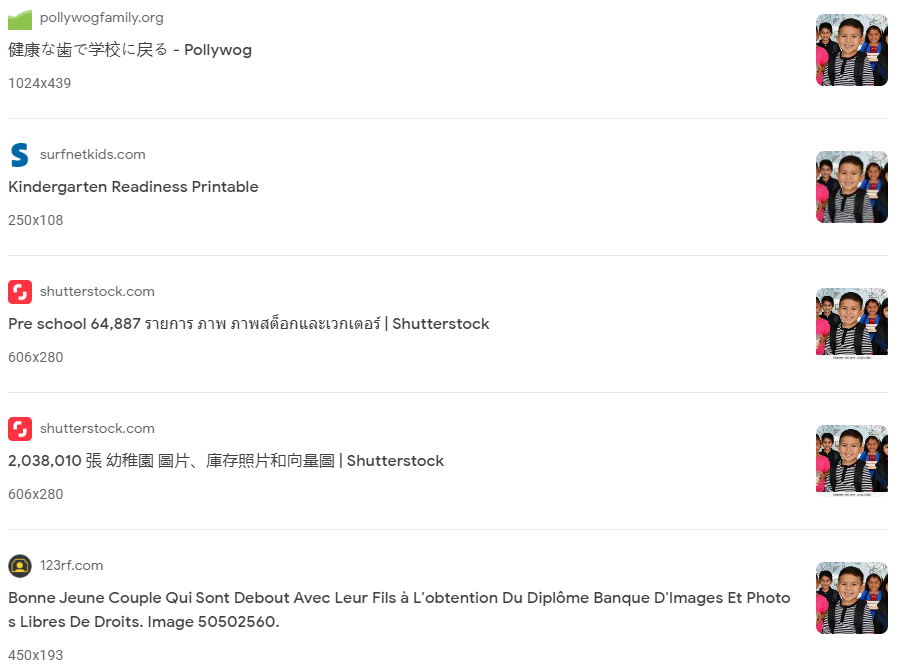 pollywogfamily.org
健康な歯で学校に戻る - Pollywog
1024x439
surfnetkids.com
Kindergarten Readiness Printable
250x108
shutterstock.com
Pre school 64,887 รายการ ภาพ ภาพสต็อกและเวกเตอร์ | Shutterstock
606x280
shutterstock.com
2,038,010 張 幼稚園 圖片、庫存照片和向量圖 | Shutterstock
606x280
123rf.com
Bonne Jeune Couple Qui Sont Debout Avec Leur Fils à L'obtention Du Diplôme Banque D'Images Et Photo
s Libres De Droits. Image 50502560.
450x193